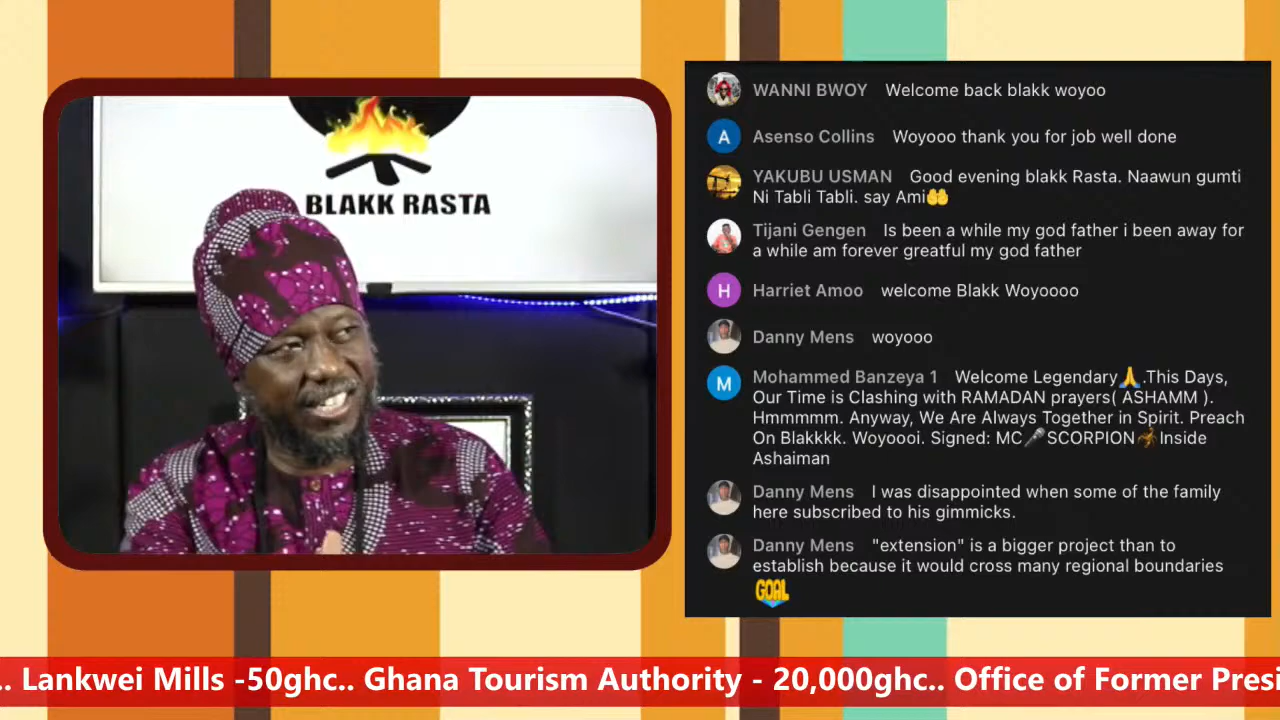 BLAKK RASTA
WANNI BWOY Welcome back blakk woyoo
A Asenso Collins Woyooo thank you for job well done
YAKUBU USMAN Good evening blakk Rasta. Naawun gumti
Ni Tabli Tabli. say Ami🤲
Tijani Gengen Is been a while my god father i been away for
a while am forever greatful my god father
H Harriet Amoo welcome Blakk Woyoooo
Danny Mens woyooo
M Mohammed Banzeya 1 Welcome Legendary🙏.This Days,
Our Time is Clashing with RAMADAN prayers( ASHAMM ).
Hmmmmm. Anyway, We Are Always Together in Spirit. Preach
On Blakkkk. Woyoooi. Signed: MC🎤SCORPION🦂Inside
Ashaiman
Danny Mens I was disappointed when some of the family
here subscribed to his gimmicks.
Danny Mens "extension" is a bigger project than to
establish because it would cross many regional boundaries
GOAL
.. Lankwei Mills -50ghc.. Ghana Tourism Authority - 20,000ghc.. Office of Former Presi